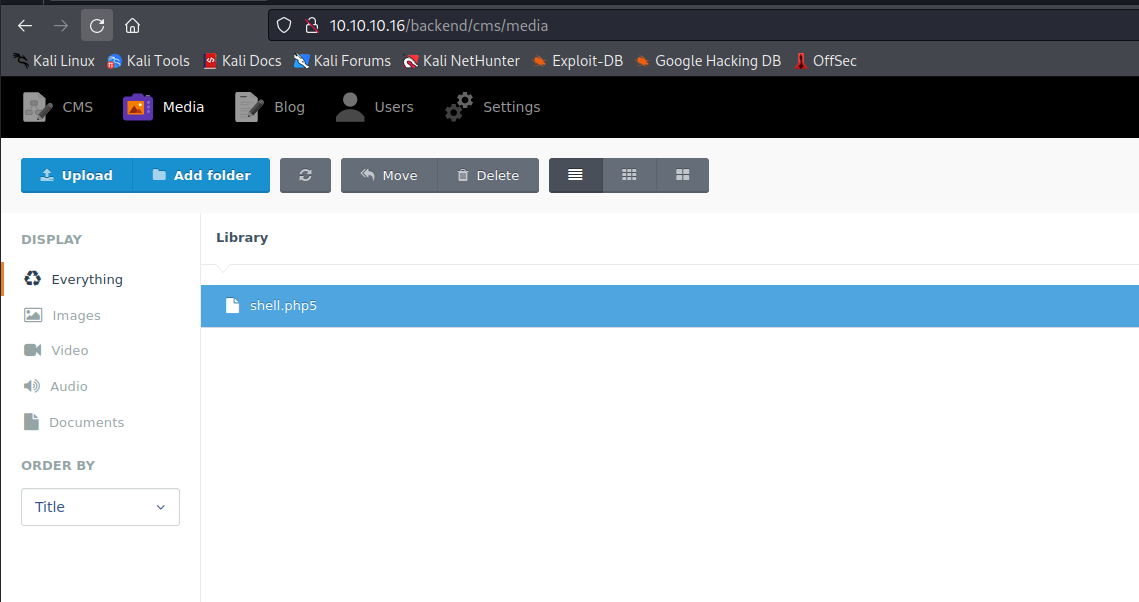 10.10.10.16/backend/cms/media
Kali Linux Kali Tools Kali Docs Kali Forums Kali NetHunter Exploit-DB Google Hacking DB OffSec
CMS Media Blog Users Settings
Upload Add folder Move Delete
DISPLAY
Everything
Images
Video
Audio
Documents
ORDER BY
Title
Library
shell.php5